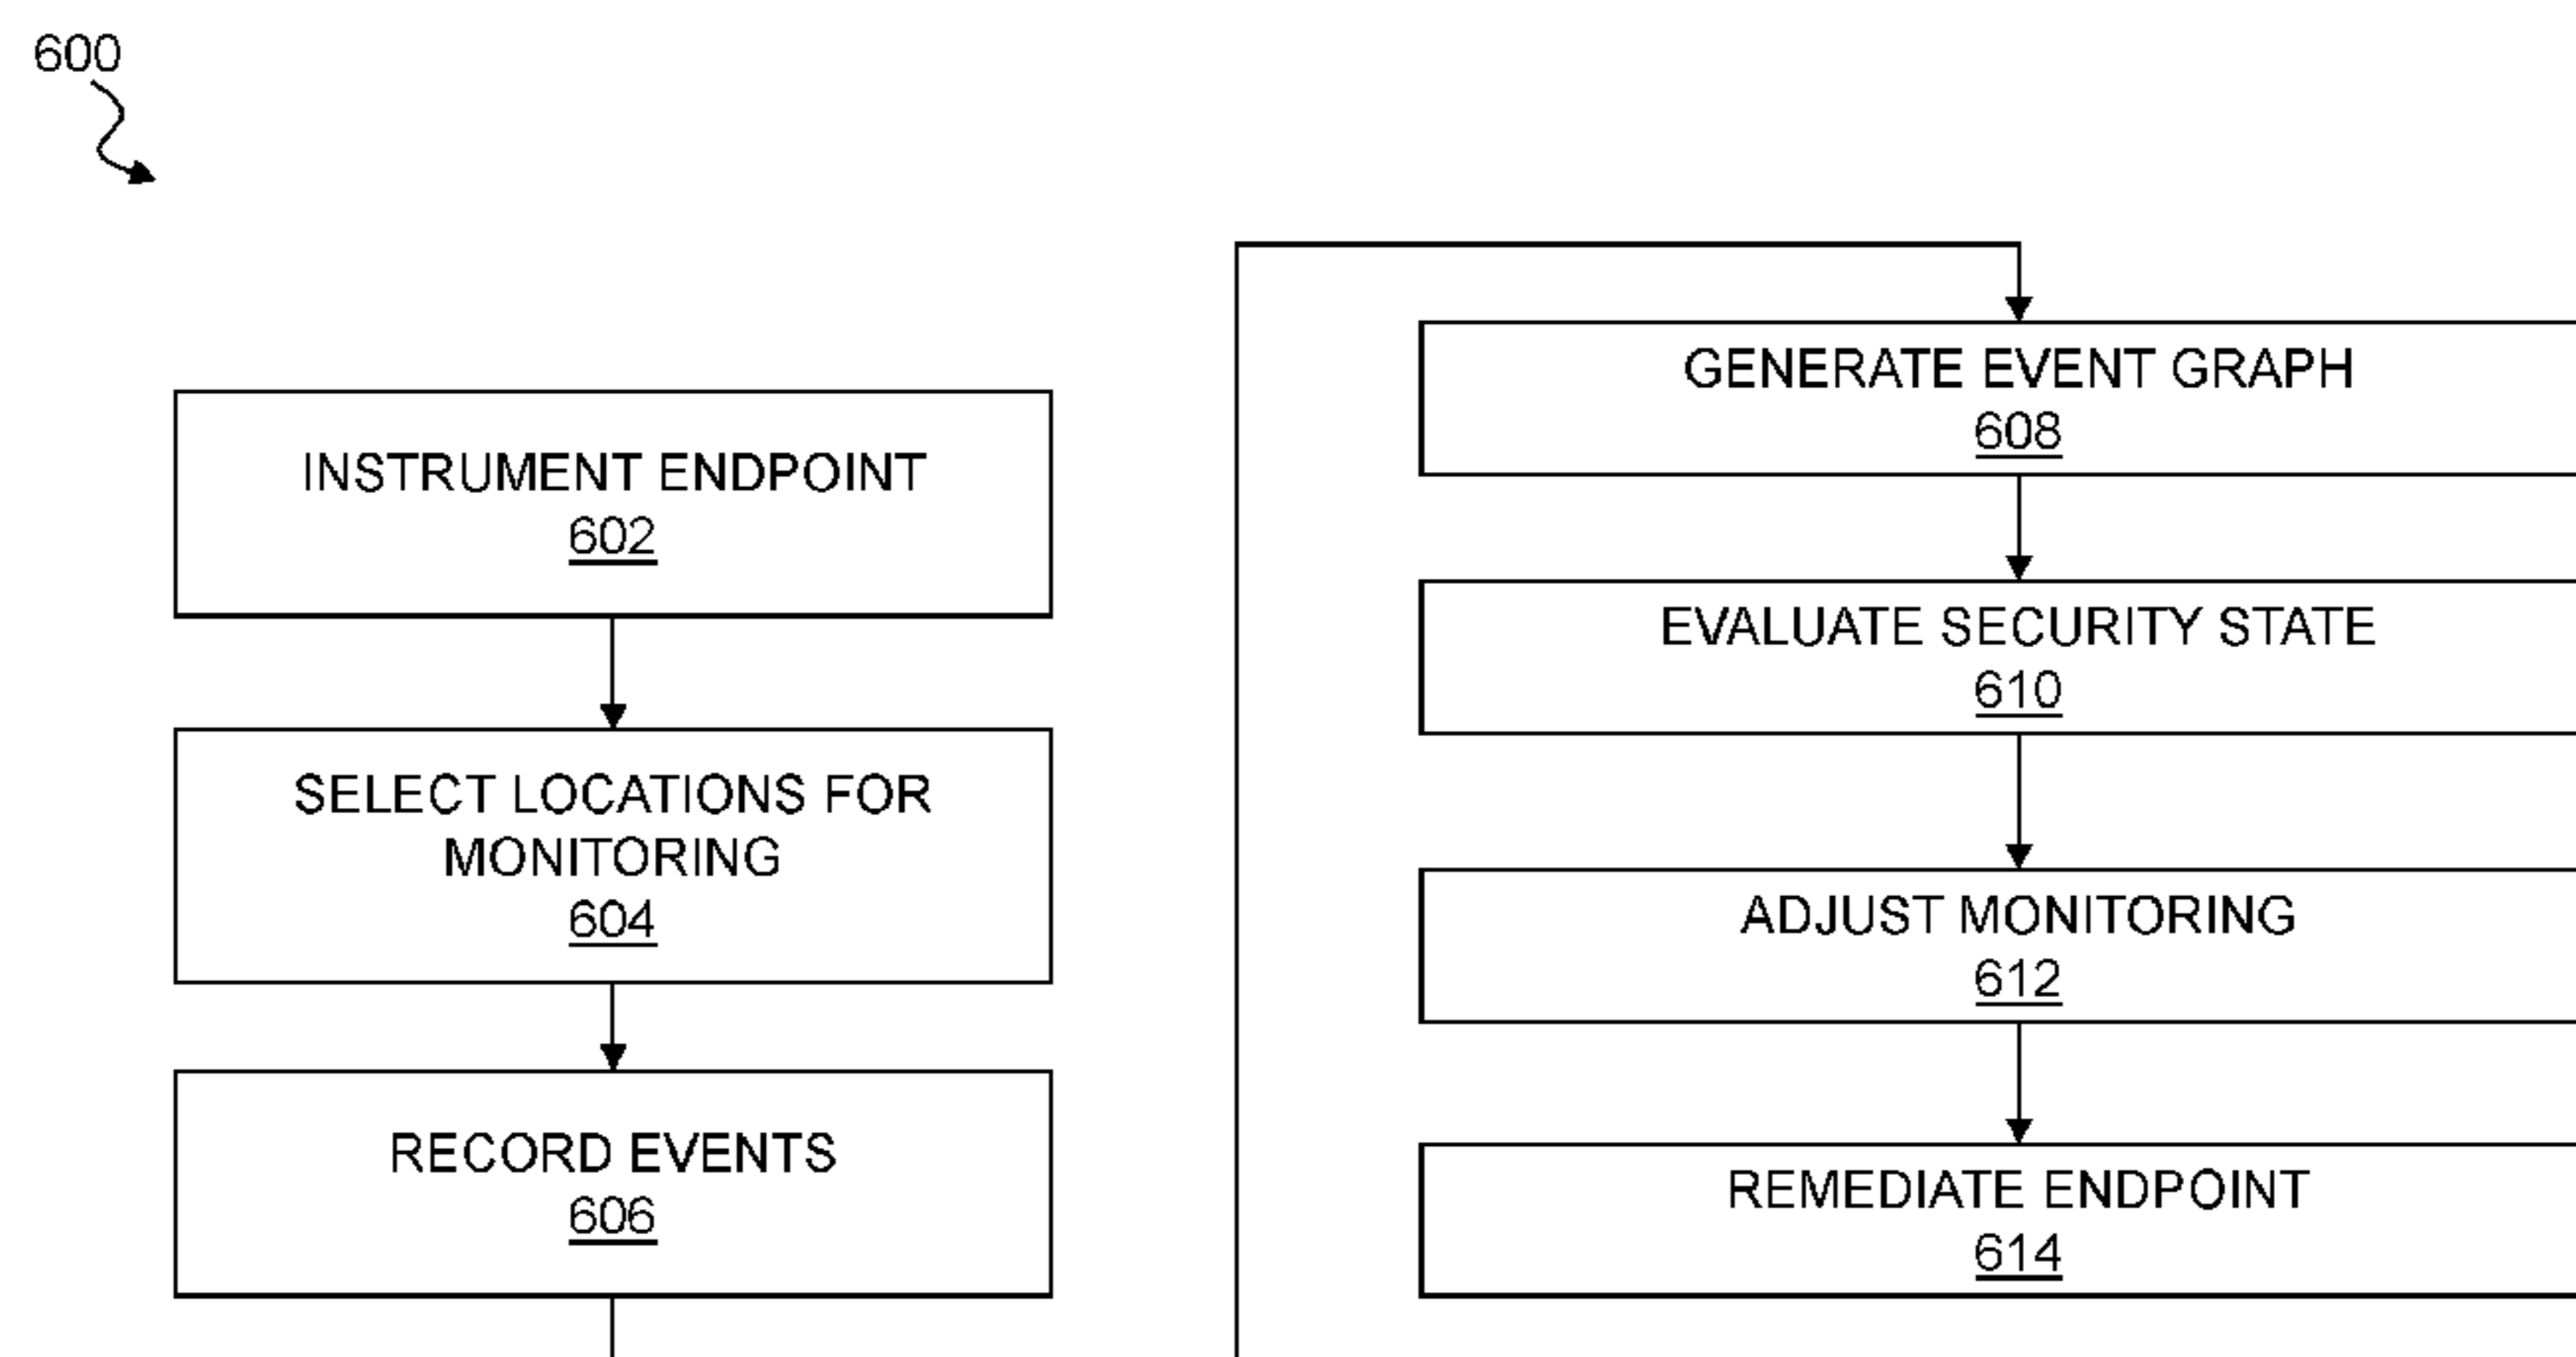 600
INSTRUMENT ENDPOINT
602
SELECT LOCATIONS FOR
MONITORING
604
RECORD EVENTS
606
GENERATE EVENT GRAPH
608
EVALUATE SECURITY STATE
610
ADJUST MONITORING
612
REMEDIATE ENDPOINT
614